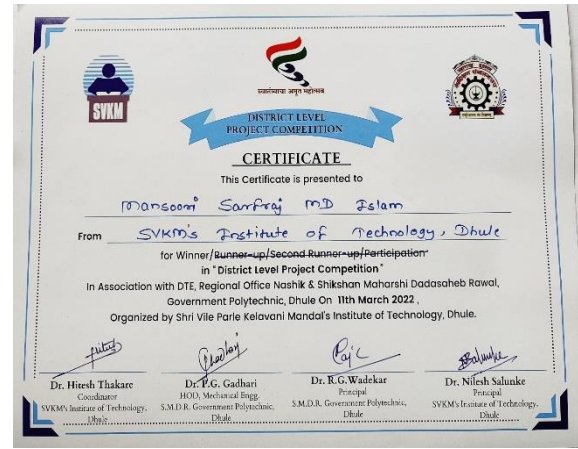 SVKM
स्वातंत्र्याचा अमृत महोत्सव
DISTRICT LEVEL
PROJECT COMPETITION
CERTIFICATE
This Certificate is presented to
Mansoori Sarfraj MD Islam
From SVKM's Institute of Technology, Dhule
for Winner/Runner-up/Second Runner-up/Participation
in "District Level Project Competition"
In Association with DTE, Regional Office Nashik & Shikshan Maharshi Dadasaheb Rawal,
Government Polytechnic, Dhule On 11th March 2022,
Organized by Shri Vile Parle Kelavani Mandal's Institute of Technology, Dhule.
Dr. Hitesh Thakare Dr. P.G. Gadhari Dr. R.G.Wadekar Dr. Nilesh Salunke
Coordinator HOD, Mechanical Engg. Principal Principal
SVKM's Institute of Technology, S.M.D.R. Government Polytechnic, S.M.D.R. Government Polytechnic, SVKM's Institute of Technology,
Dhule Dhule Dhule Dhule